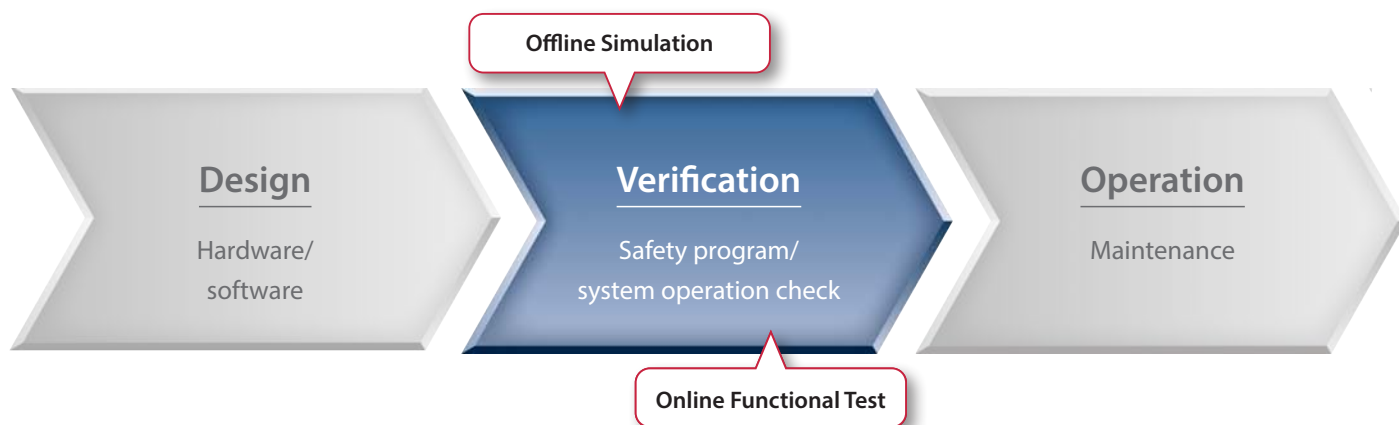 Offline Simulation
Design
Hardware/
software
Verification
Safety program/
system operation check
Operation
Maintenance
Online Functional Test